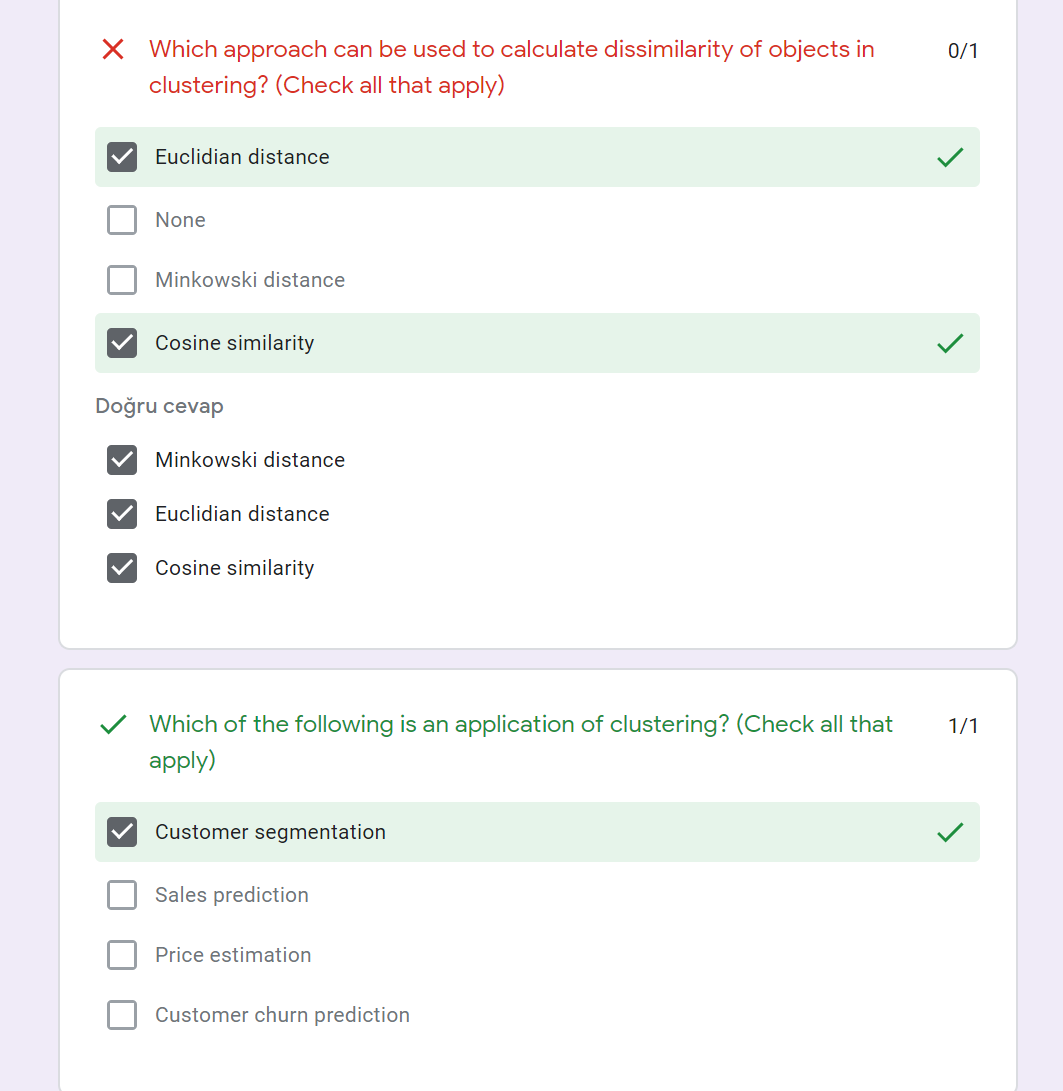 Which approach can be used to calculate dissimilarity of objects in
clustering? (Check all that apply)
0/1
Euclidian distance
None
Minkowski distance
Cosine similarity
Doğru cevap
Minkowski distance
Euclidian distance
Cosine similarity
Which of the following is an application of clustering? (Check all that
apply)
1/1
Customer segmentation
Sales prediction
Price estimation
Customer churn prediction